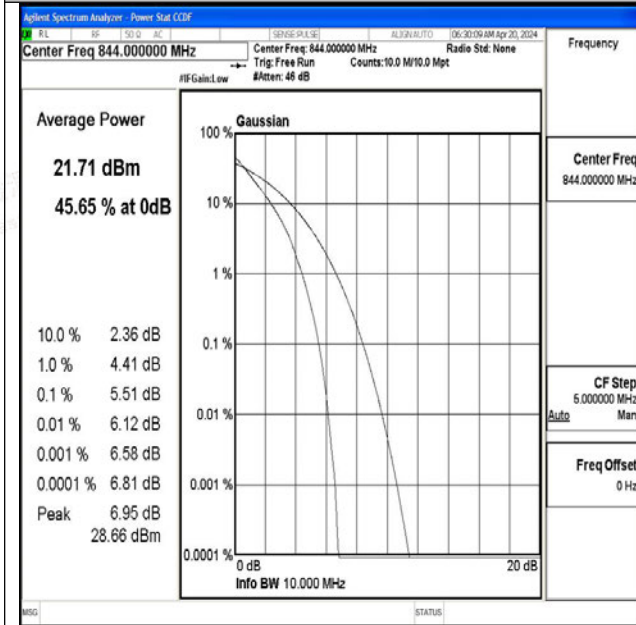 Agilent Spectrum Analyzer - Power Stat CCDF
RL RF 50 Ω AC SENSE:PULSE ALIGN AUTO 06:30:09 AM Apr 20, 2024
Center Freq 844.000000 MHz
Center Freq: 844.000000 MHz Radio Std: None
Trig: Free Run Counts:10.0 M/10.0 Mpt
#IFGain:Low #Atten: 46 dB
Frequency
Average Power
21.71 dBm
45.65 % at 0dB
10.0 % 2.36 dB
1.0 % 4.41 dB
0.1 % 5.51 dB
0.01 % 6.12 dB
0.001 % 6.58 dB
0.0001 % 6.81 dB
Peak 6.95 dB
28.66 dBm
Gaussian
100 %
10 %
1 %
0.1 %
0.01 %
0.001 %
0.0001 %
0 dB 20 dB
Info BW 10.000 MHz
Center Freq
844.000000 MHz
CF Step
5.000000 MHz
Auto Man
Freq Offset
0 Hz
MSG STATUS